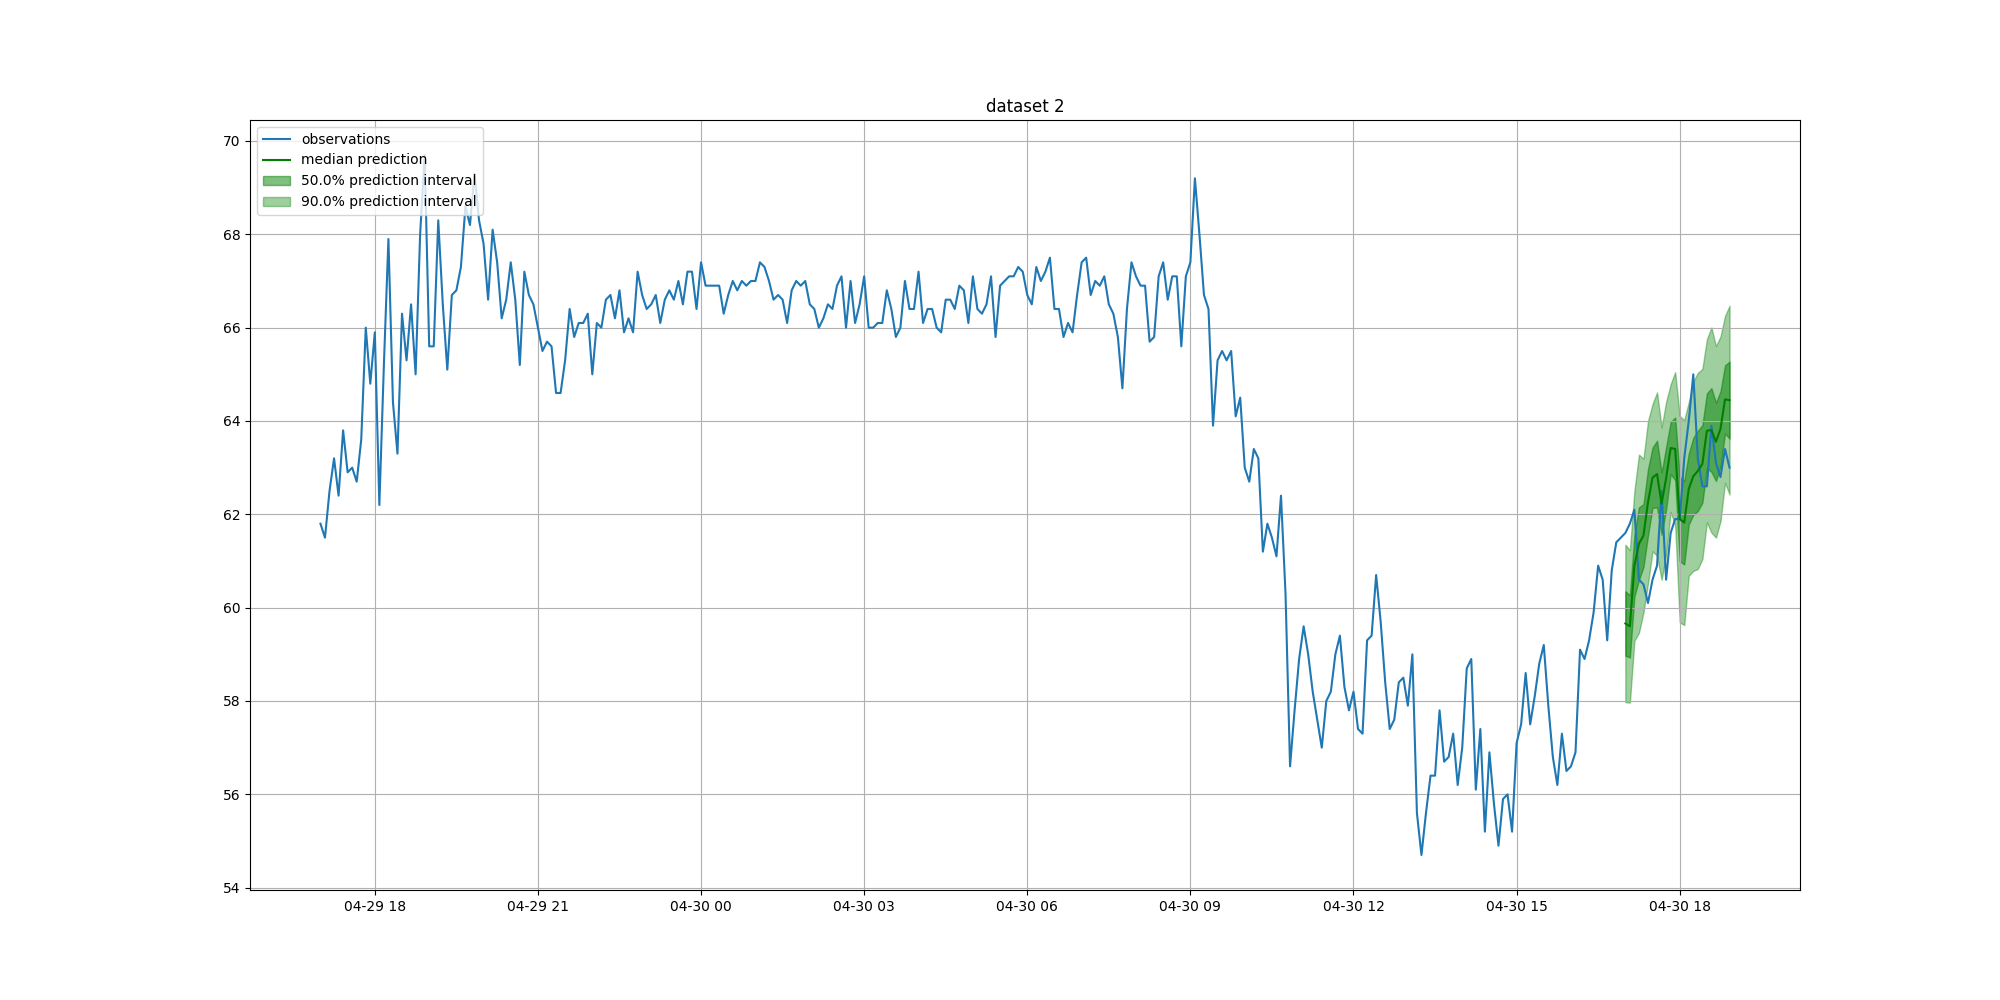 dataset 2
observations
median prediction
50.0% prediction interval
90.0% prediction interval
70
68
66
64
62
60
58
56
54
04-29 18 04-29 21 04-30 00 04-30 03 04-30 06 04-30 09 04-30 12 04-30 15 04-30 18